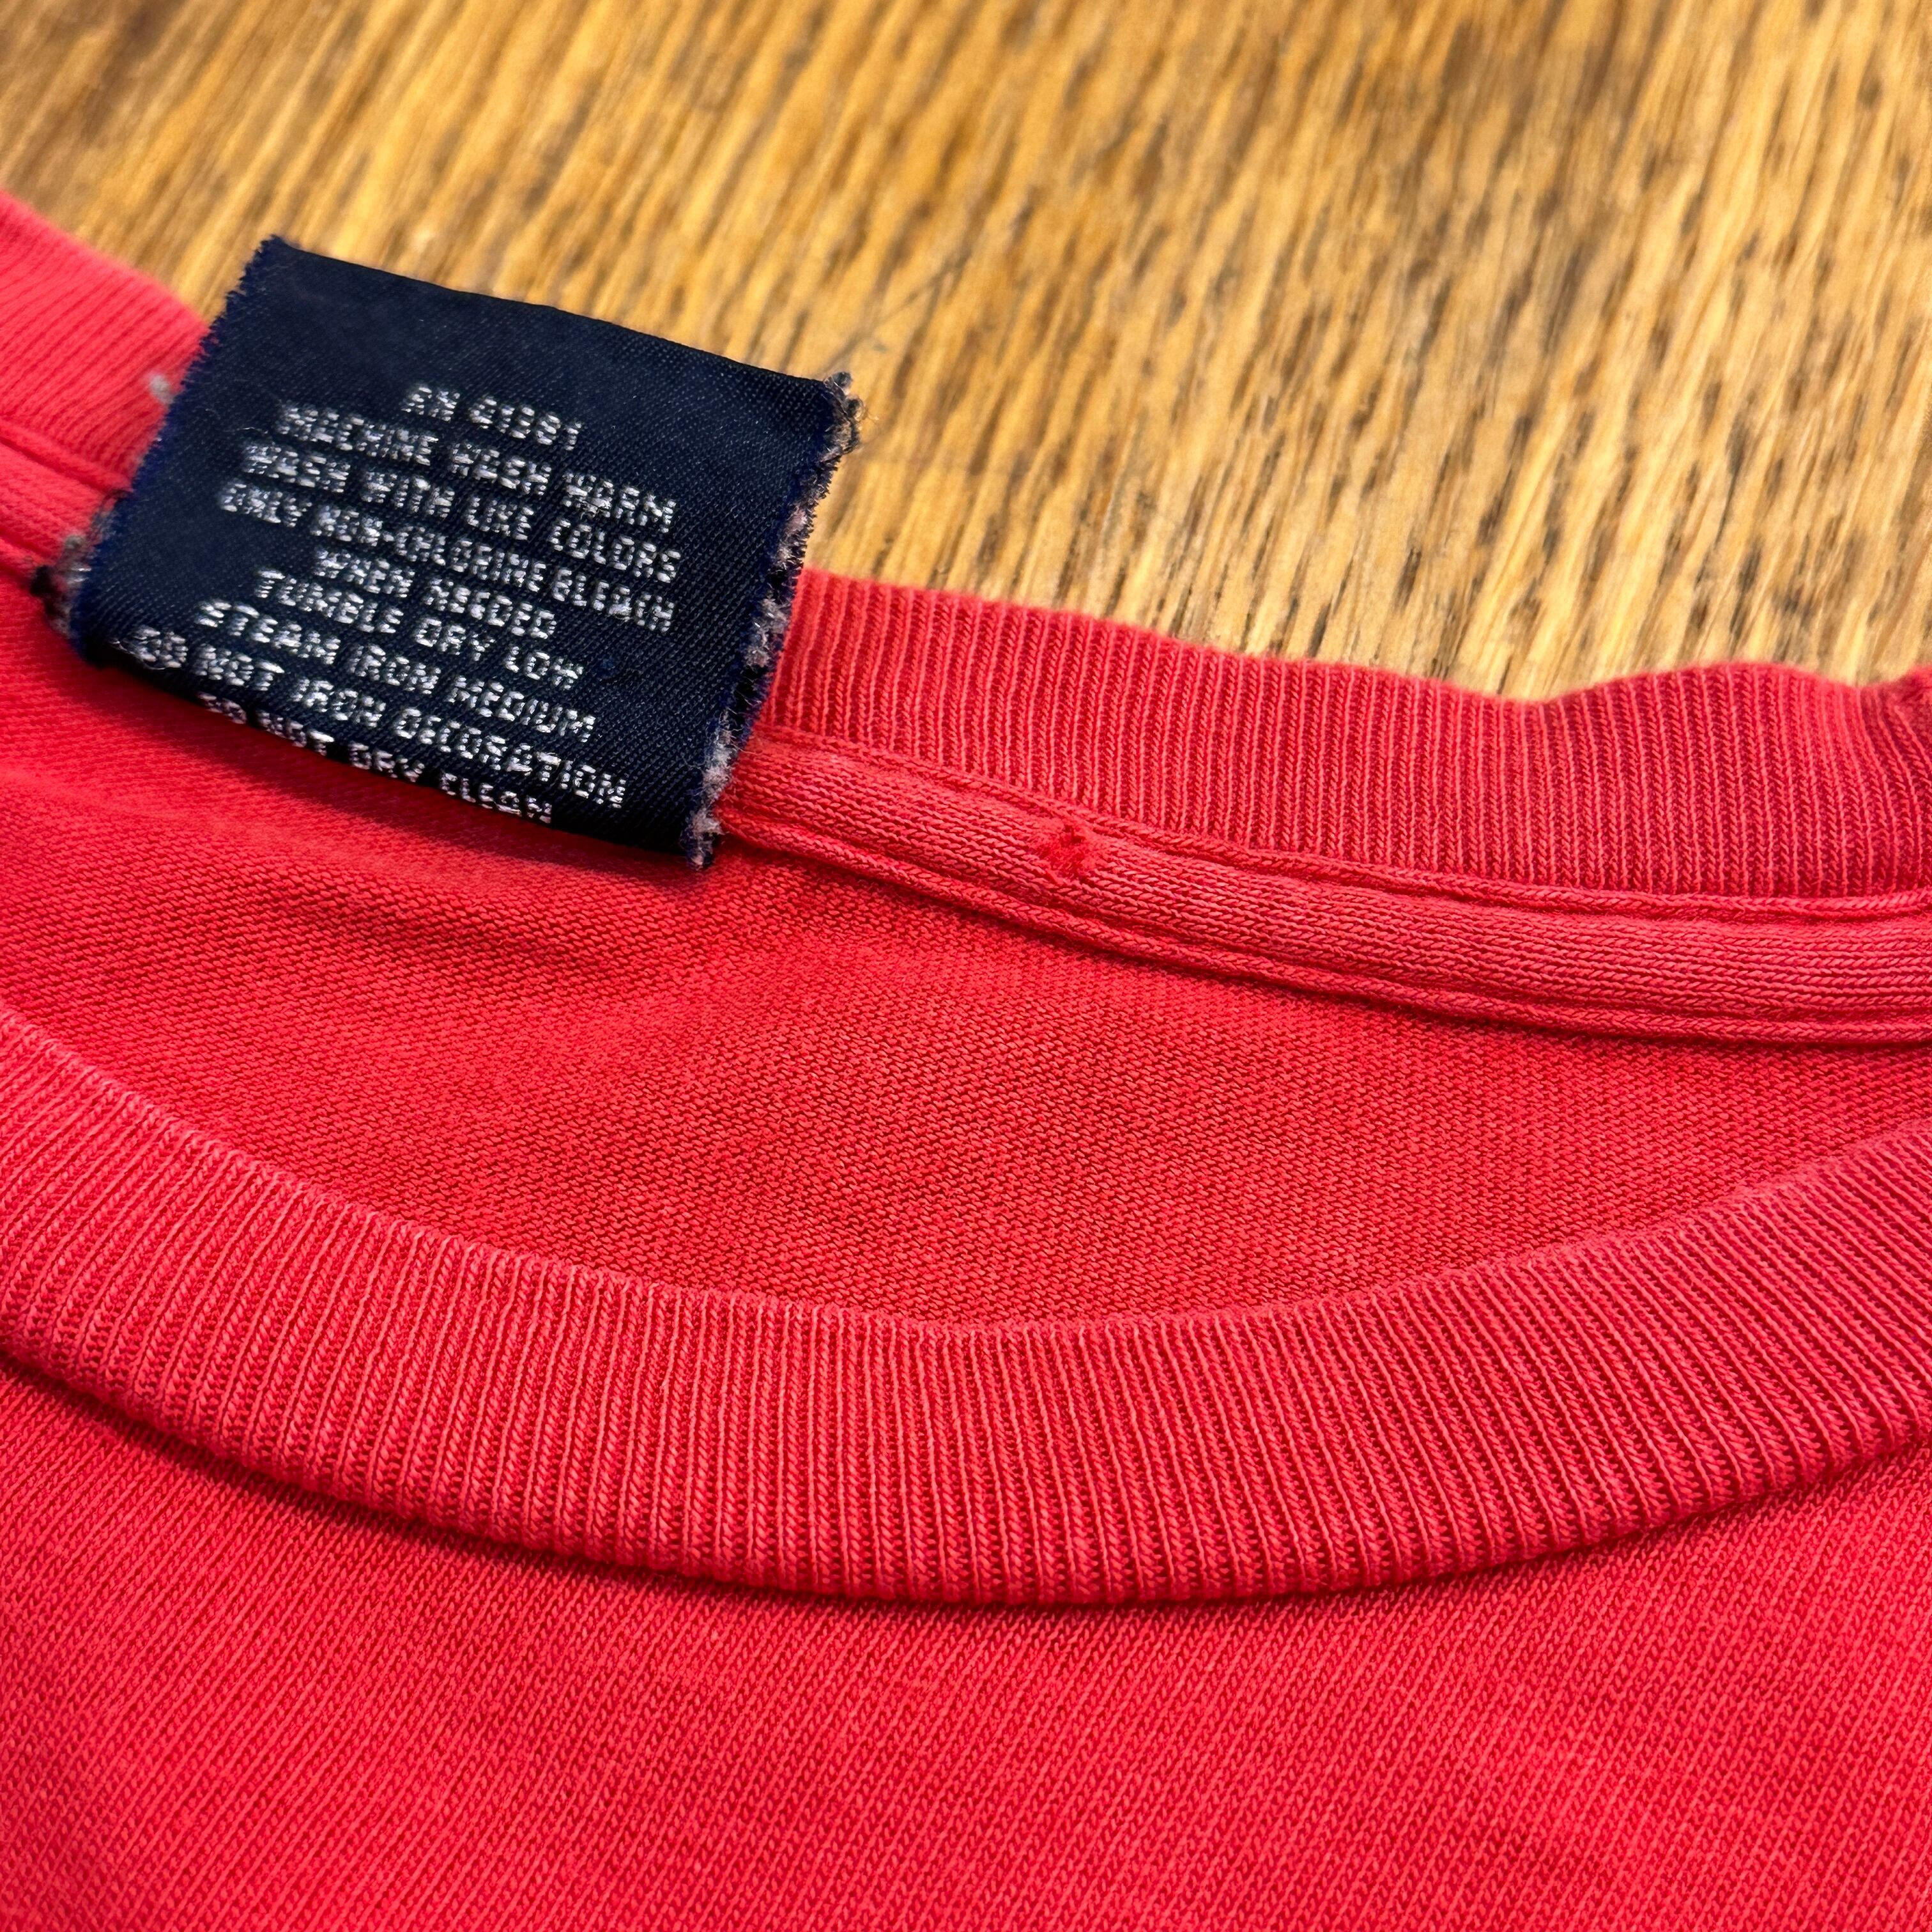 RN 61381
MACHINE WASH WARM
WASH WITH LIKE COLORS
ONLY NON-CHLORINE BLEACH
WHEN NEEDED
TUMBLE DRY LOW
STEAM IRON MEDIUM
DO NOT IRON DECORATION
DO NOT DRY CLEAN